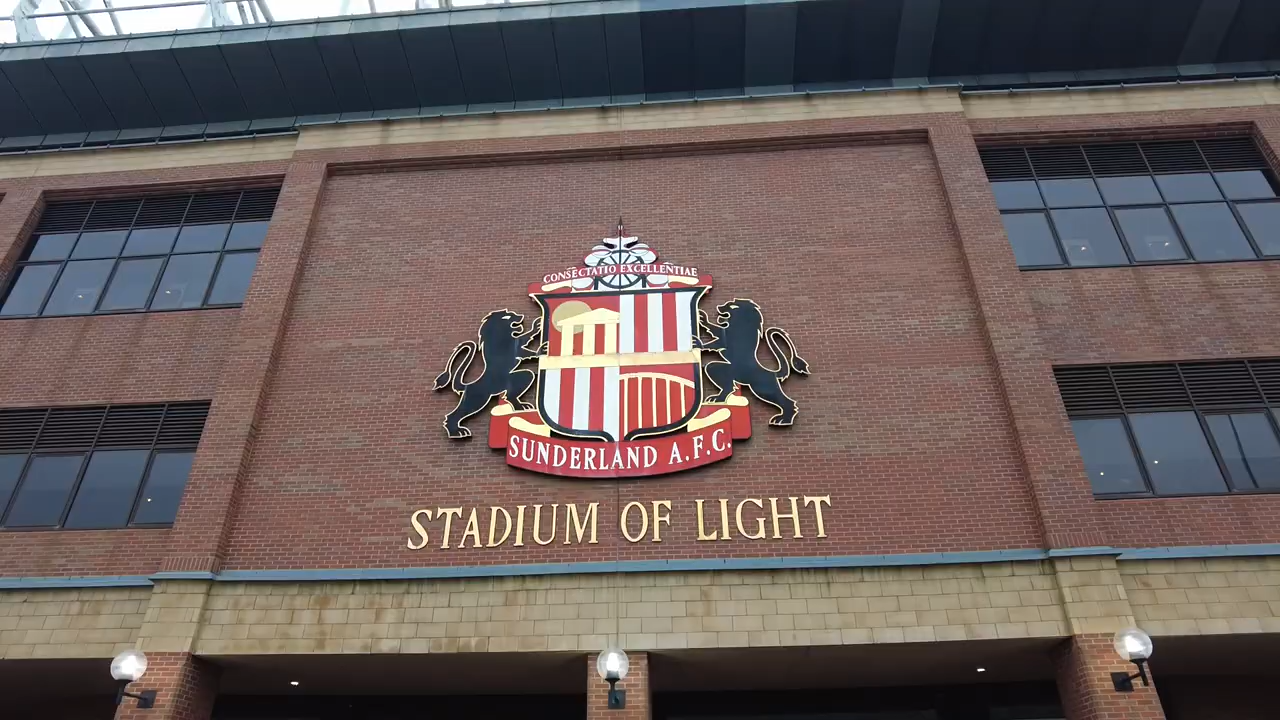 CONSECTATIO EXCELLENTIAE
SUNDERLAND A.F.C.
STADIUM OF LIGHT